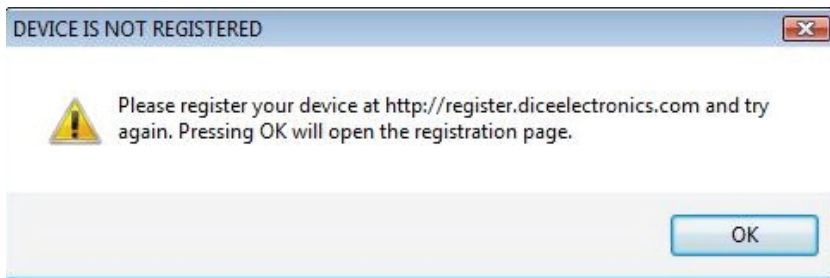 DEVICE IS NOT REGISTERED
Please register your device at http://register.diceelectronics.com and try
again. Pressing OK will open the registration page.
OK